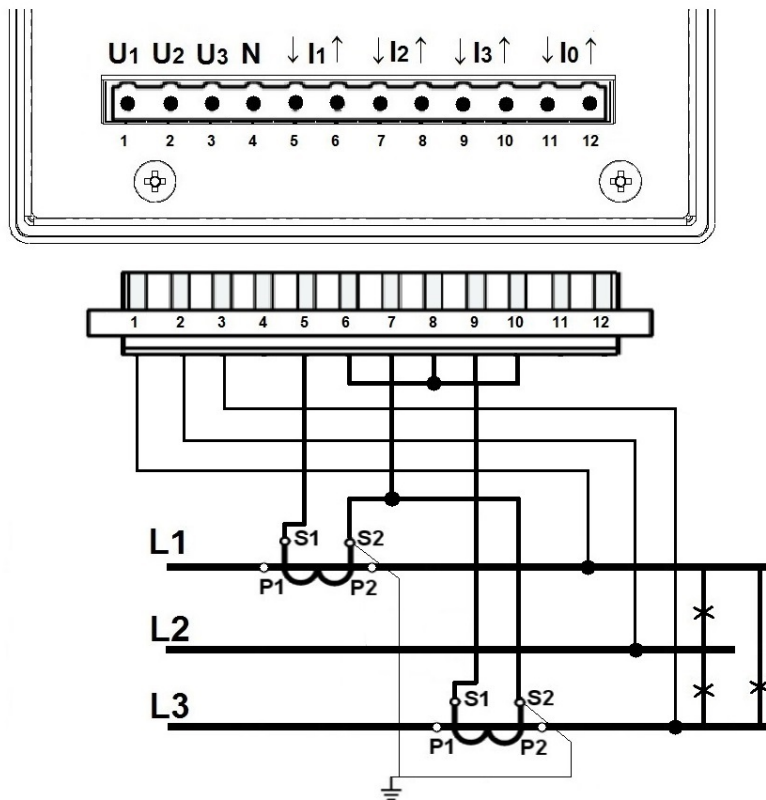 U1 U2 U3 N ↓ I1 ↑ ↓ I2 ↑ ↓ I3 ↑ ↓ I0 ↑
1 2 3 4 5 6 7 8 9 10 11 12
1 2 3 4 5 6 7 8 9 10 11 12
S1 S2
L1
P1 P2
L2
S1 S2
L3
P1 P2